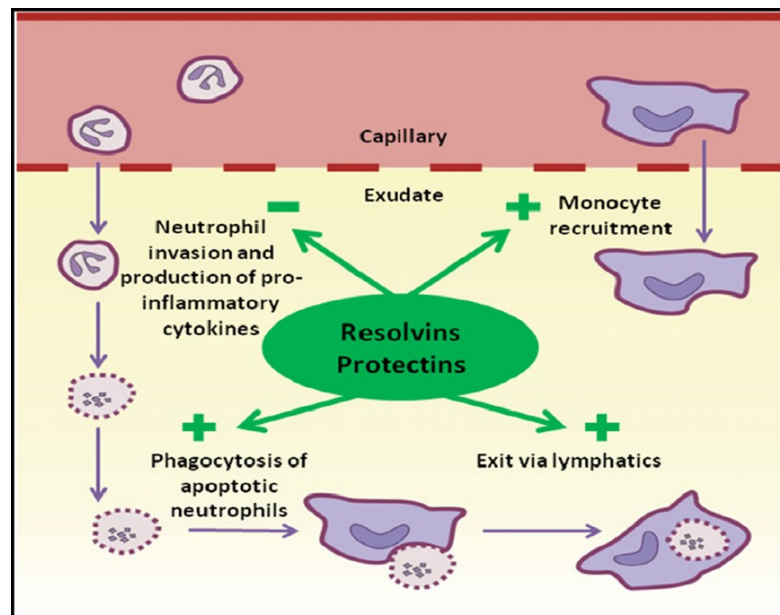 Capillary
Exudate
−
+
Neutrophil
invasion and
production of pro-
inflammatory
cytokines
Monocyte
recruitment
Resolvins
Protectins
+
+
Phagocytosis of
apoptotic
neutrophils
Exit via lymphatics